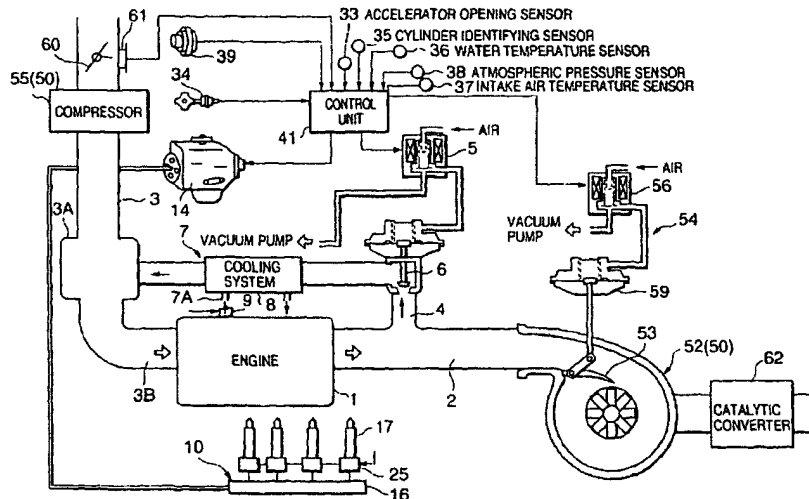 61
33 ACCELERATOR OPENING SENSOR
35 CYLINDER IDENTIFYING SENSOR
36 WATER TEMPERATURE SENSOR
60
39
38 ATMOSPHERIC PRESSURE SENSOR
37 INTAKE AIR TEMPERATURE SENSOR
55(50)
34
COMPRESSOR
CONTROL
UNIT
41
AIR
5
AIR
56
3
14
3A
7
VACUUM PUMP
VACUUM
PUMP
54
COOLING
SYSTEM
6
59
7A
9
8
4
ENGINE
53
52(50)
62
3B
1
2
CATALYTIC
CONVERTER
17
10
25
16